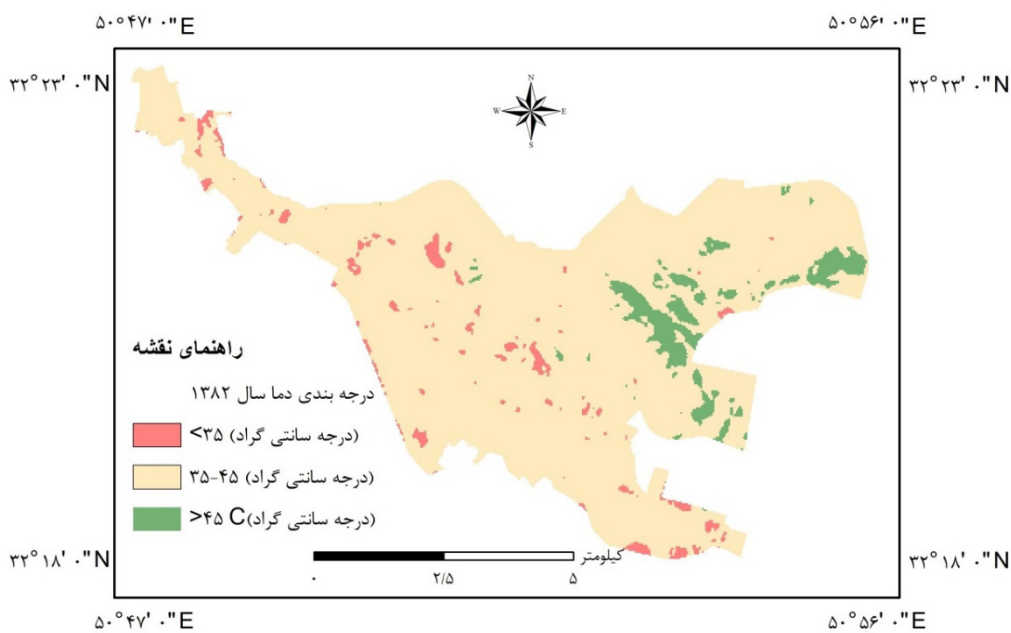 ۵۰°۴۷' ۰"E
۵۰°۵۶' ۰"E
۳۲°۲۳' ۰"N
۳۲°۲۳' ۰"N
N
W
E
S
راهنمای نقشه
درجه بندی دما سال ۱۳۸۲
<۳۵ (درجه سانتی گراد)
۳۵-۴۵ (درجه سانتی گراد)
>۴۵ C(درجه سانتی گراد)
کیلومتر
۰ ۲/۵ ۵
۳۲°۱۸' ۰"N
۳۲°۱۸' ۰"N
۵۰°۴۷' ۰"E
۵۰°۵۶' ۰"E